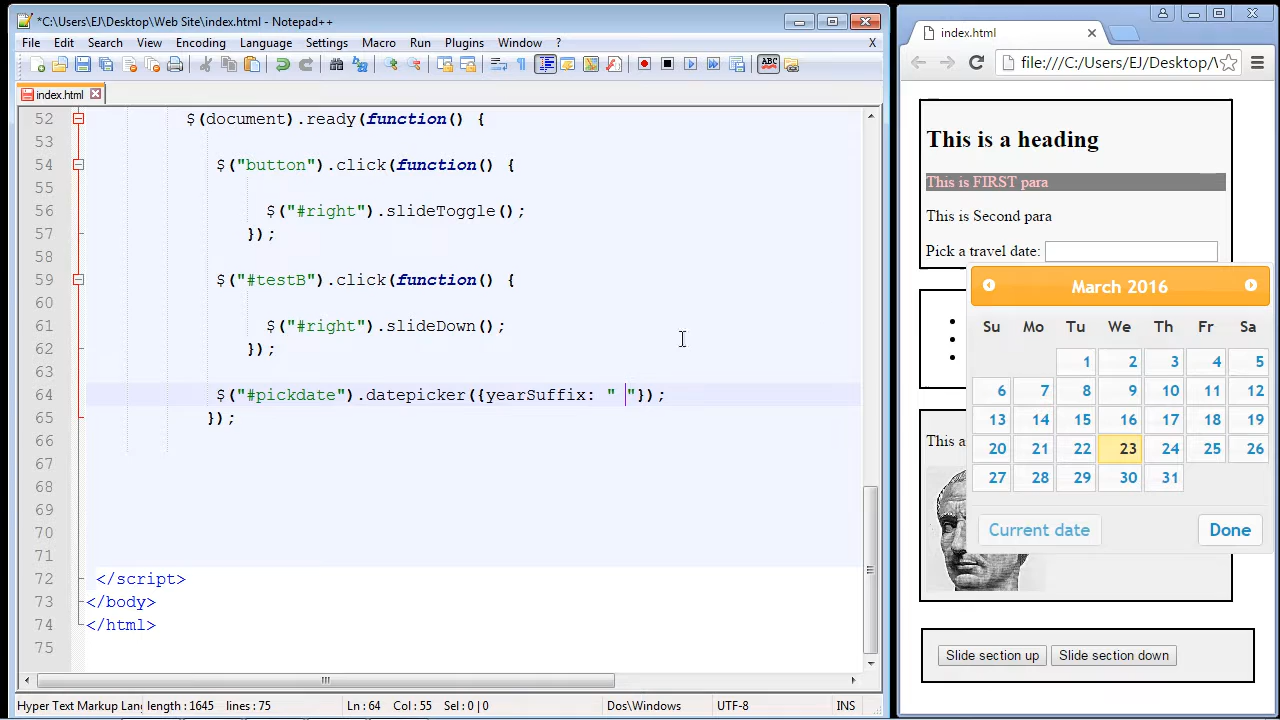 *C:\Users\EJ\Desktop\Web Site\index.html - Notepad++
File Edit Search View Encoding Language Settings Macro Run Plugins Window ? X
index.html
52 $(document).ready(function() {
53
54 $("button").click(function() {
55
56 $("#right").slideToggle();
57 });
58
59 $("#testB").click(function() {
60
61 $("#right").slideDown();
62 });
63
64 $("#pickdate").datepicker({yearSuffix: " "});
65 });
66
67
68
69
70
71
72 </script>
73 </body>
74 </html>
75
Hyper Text Markup Lang length : 1645 lines : 75 Ln : 64 Col : 55 Sel : 0 | 0 Dos\Windows UTF-8 INS
index.html
file:///C:/Users/EJ/Desktop/
This is a heading
This is FIRST para
This is Second para
Pick a travel date:
March 2016
Su Mo Tu We Th Fr Sa
1 2 3 4 5
6 7 8 9 10 11 12
13 14 15 16 17 18 19
20 21 22 23 24 25 26
27 28 29 30 31
This a
Current date Done
Slide section up Slide section down